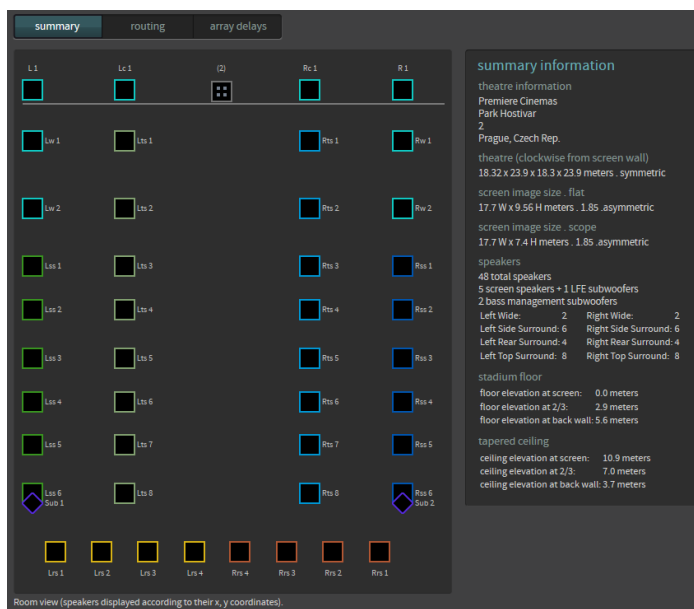 summary routing array delays
L 1 Lc 1 (2) Rc 1 R 1
Lw 1 Lts 1 Rts 1 Rw 1
Lw 2 Lts 2 Rts 2 Rw 2
Lss 1 Lts 3 Rts 3 Rss 1
Lss 2 Lts 4 Rts 4 Rss 2
Lss 3 Lts 5 Rts 5 Rss 3
Lss 4 Lts 6 Rts 6 Rss 4
Lss 5 Lts 7 Rts 7 Rss 5
Lss 6 Lts 8 Rts 8 Rss 6
Sub 1 Sub 2
Lrs 1 Lrs 2 Lrs 3 Lrs 4 Rrs 4 Rrs 3 Rrs 2 Rrs 1
Room view (speakers displayed according to their x, y coordinates).
summary information
theatre information
Premiere Cinemas
Park Hostivar
2
Prague, Czech Rep.
theatre (clockwise from screen wall)
18.32 x 23.9 x 18.3 x 23.9 meters . symmetric
screen image size . flat
17.7 W x 9.56 H meters . 1.85 .asymmetric
screen image size . scope
17.7 W x 7.4 H meters . 1.85 .asymmetric
speakers
48 total speakers
5 screen speakers + 1 LFE subwoofers
2 bass management subwoofers
Left Wide: 2 Right Wide: 2
Left Side Surround: 6 Right Side Surround: 6
Left Rear Surround: 4 Right Rear Surround: 4
Left Top Surround: 8 Right Top Surround: 8
stadium floor
floor elevation at screen: 0.0 meters
floor elevation at 2/3: 2.9 meters
floor elevation at back wall: 5.6 meters
tapered ceiling
ceiling elevation at screen: 10.9 meters
ceiling elevation at 2/3: 7.0 meters
ceiling elevation at back wall: 3.7 meters